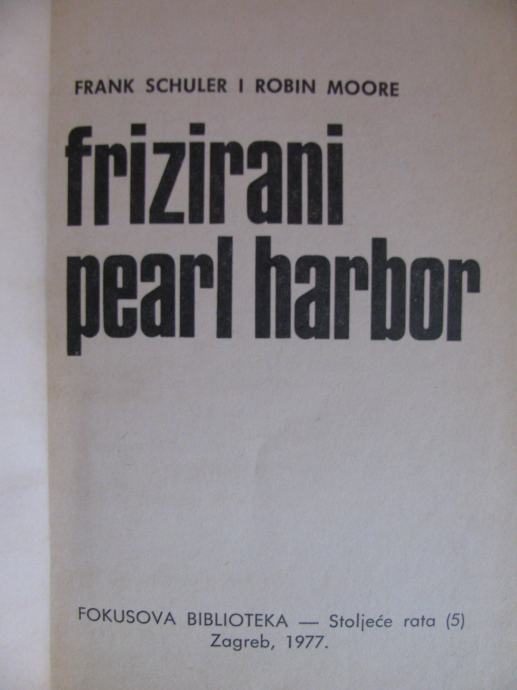 FRANK SCHULER I ROBIN MOORE
frizirani
pearl harbor
FOKUSOVA BIBLIOTEKA — Stoljeće rata (5)
Zagreb, 1977.